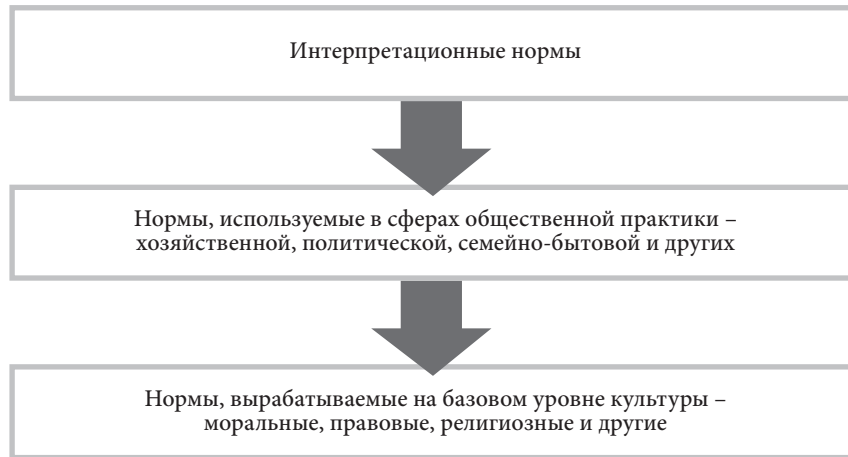 Интерпретационные нормы
Нормы, используемые в сферах общественной практики –
хозяйственной, политической, семейно-бытовой и других
Нормы, вырабатываемые на базовом уровне культуры –
моральные, правовые, религиозные и другие